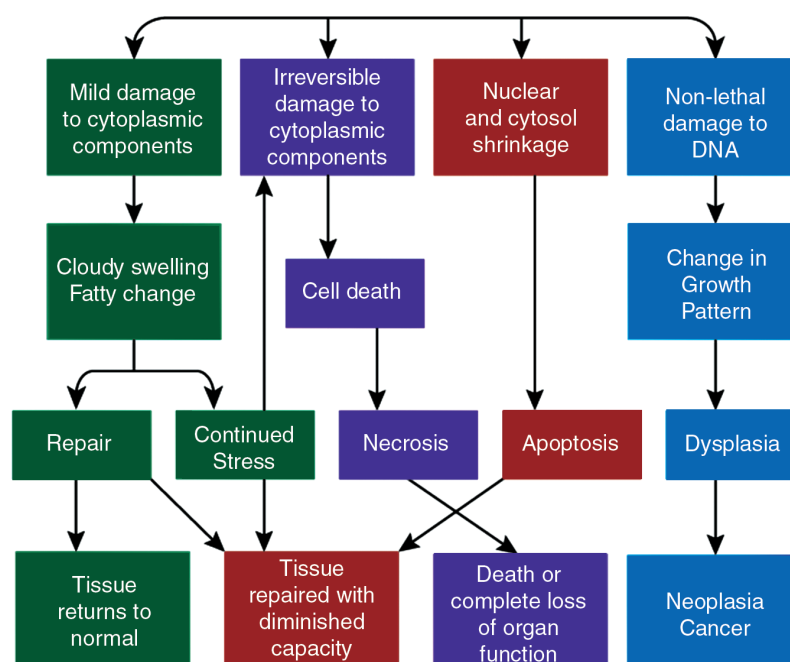 Mild damage
to cytoplasmic
components
Irreversible
damage to
cytoplasmic
components
Nuclear
and cytosol
shrinkage
Non-lethal
damage to
DNA
Cloudy swelling
Fatty change
Cell death
Change in
Growth
Pattern
Repair
Continued
Stress
Necrosis
Apoptosis
Dysplasia
Tissue
returns to
normal
Tissue
repaired with
diminished
capacity
Death or
complete loss
of organ
function
Neoplasia
Cancer